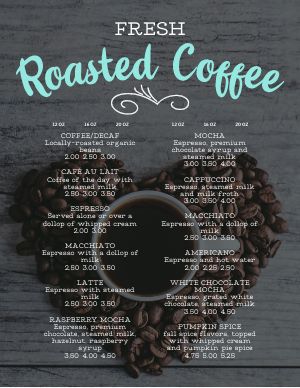 FRESH
Roasted Coffee
12 OZ 16 OZ 20 OZ
COFFEE/DECAF
Locally-roasted organic
beans
2.00 2.50 3.00
CAFÉ AU LAIT
Coffee of the day with
steamed milk
2.50 3.00 3.50
ESPRESSO
Served alone or over a
dollop of whipped cream
2.00 3.00
MACCHIATO
Espresso with a dollop of
milk
2.50 3.00 3.50
LATTE
Espresso with steamed
milk
2.50 3.00 3.50
RASPBERRY MOCHA
Espresso, premium
chocolate, steamed milk,
hazelnut, raspberry
syrup
3.50 4.00 4.50
12 OZ 16 OZ 20 OZ
MOCHA
Espresso, premium
chocolate syrup and
steamed milk
3.00 3.50 4.00
CAPPUCCINO
Espresso, steamed milk
and milk froth
3.00 3.50 4.00
MACCHIATO
Espresso with a dollop of
milk
2.50 3.00 3.50
AMERICANO
Espresso and hot water
2.00 2.25 2.50
WHITE CHOCOLATE
MOCHA
Espresso, grated white
chocolate, steamed milk
3.50 4.00 4.50
PUMPKIN SPICE
fall spice flavors, topped
with whipped cream
and pumpkin pie spice
4.75 5.00 5.25